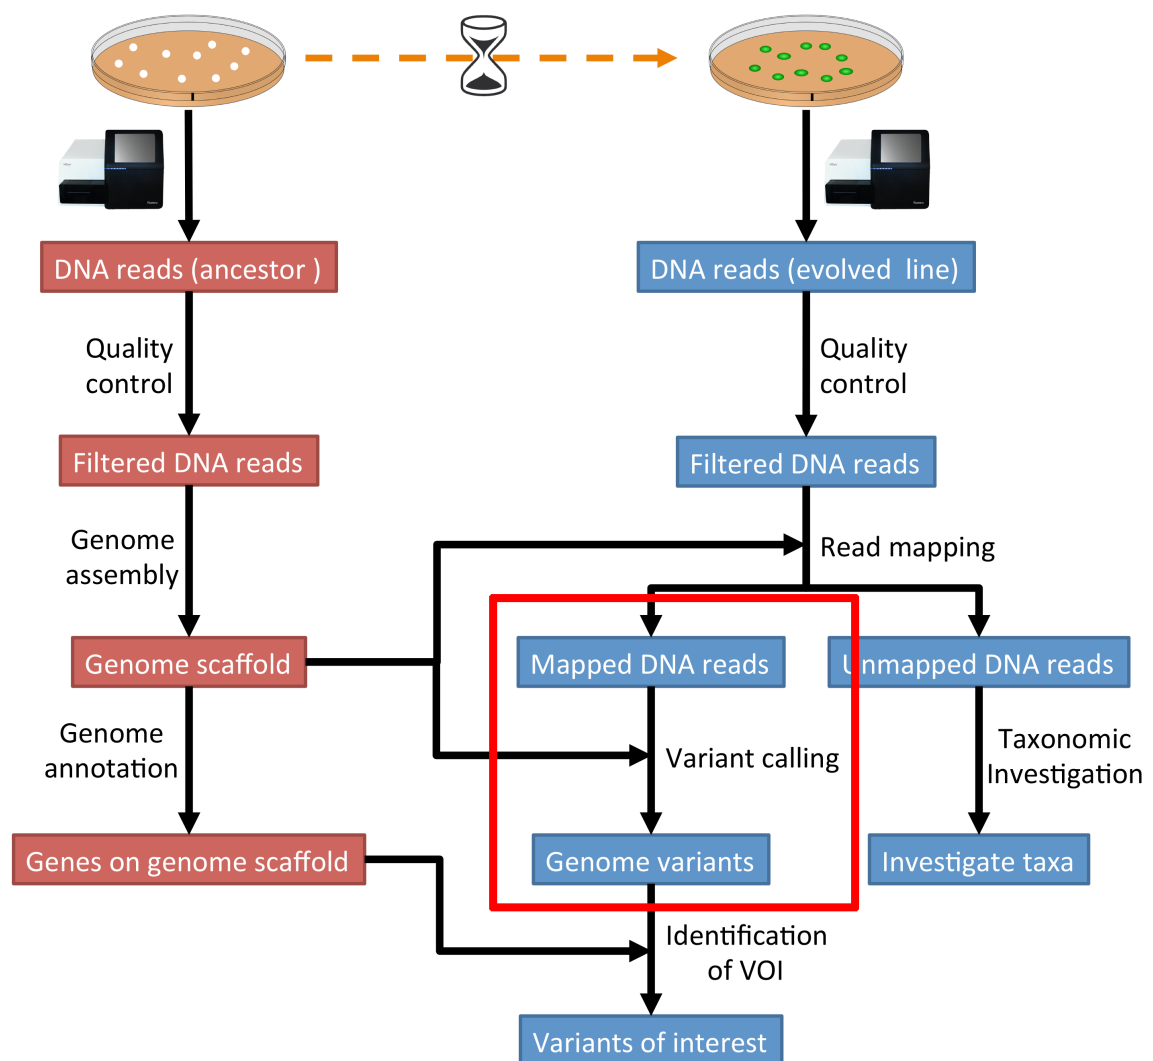 DNA reads (ancestor )
DNA reads (evolved  line)
Quality
control
Quality
control
Filtered DNA reads
Filtered DNA reads
Genome
assembly
Read mapping
Genome scaffold
Mapped DNA reads
Unmapped DNA reads
Genome
annotation
Variant calling
Taxonomic
Investigation
Genes on genome scaffold
Genome variants
Investigate taxa
Identification
of VOI
Variants of interest